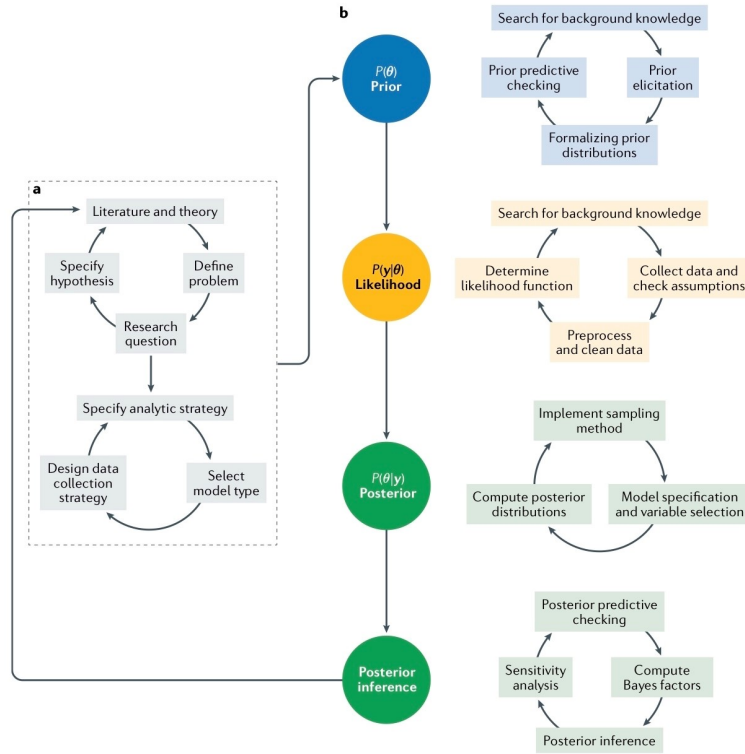 b
P(θ)
Prior
Search for background knowledge
Prior predictive
checking
Prior
elicitation
Formalizing prior
distributions
a
Literature and theory
Specify
hypothesis
Define
problem
Research
question
Specify analytic strategy
Design data
collection
strategy
Select
model type
P(y|θ)
Likelihood
Search for background knowledge
Determine
likelihood function
Collect data and
check assumptions
Preprocess
and clean data
P(θ|y)
Posterior
Implement sampling
method
Compute posterior
distributions
Model specification
and variable selection
Posterior
inference
Posterior predictive
checking
Sensitivity
analysis
Compute
Bayes factors
Posterior inference